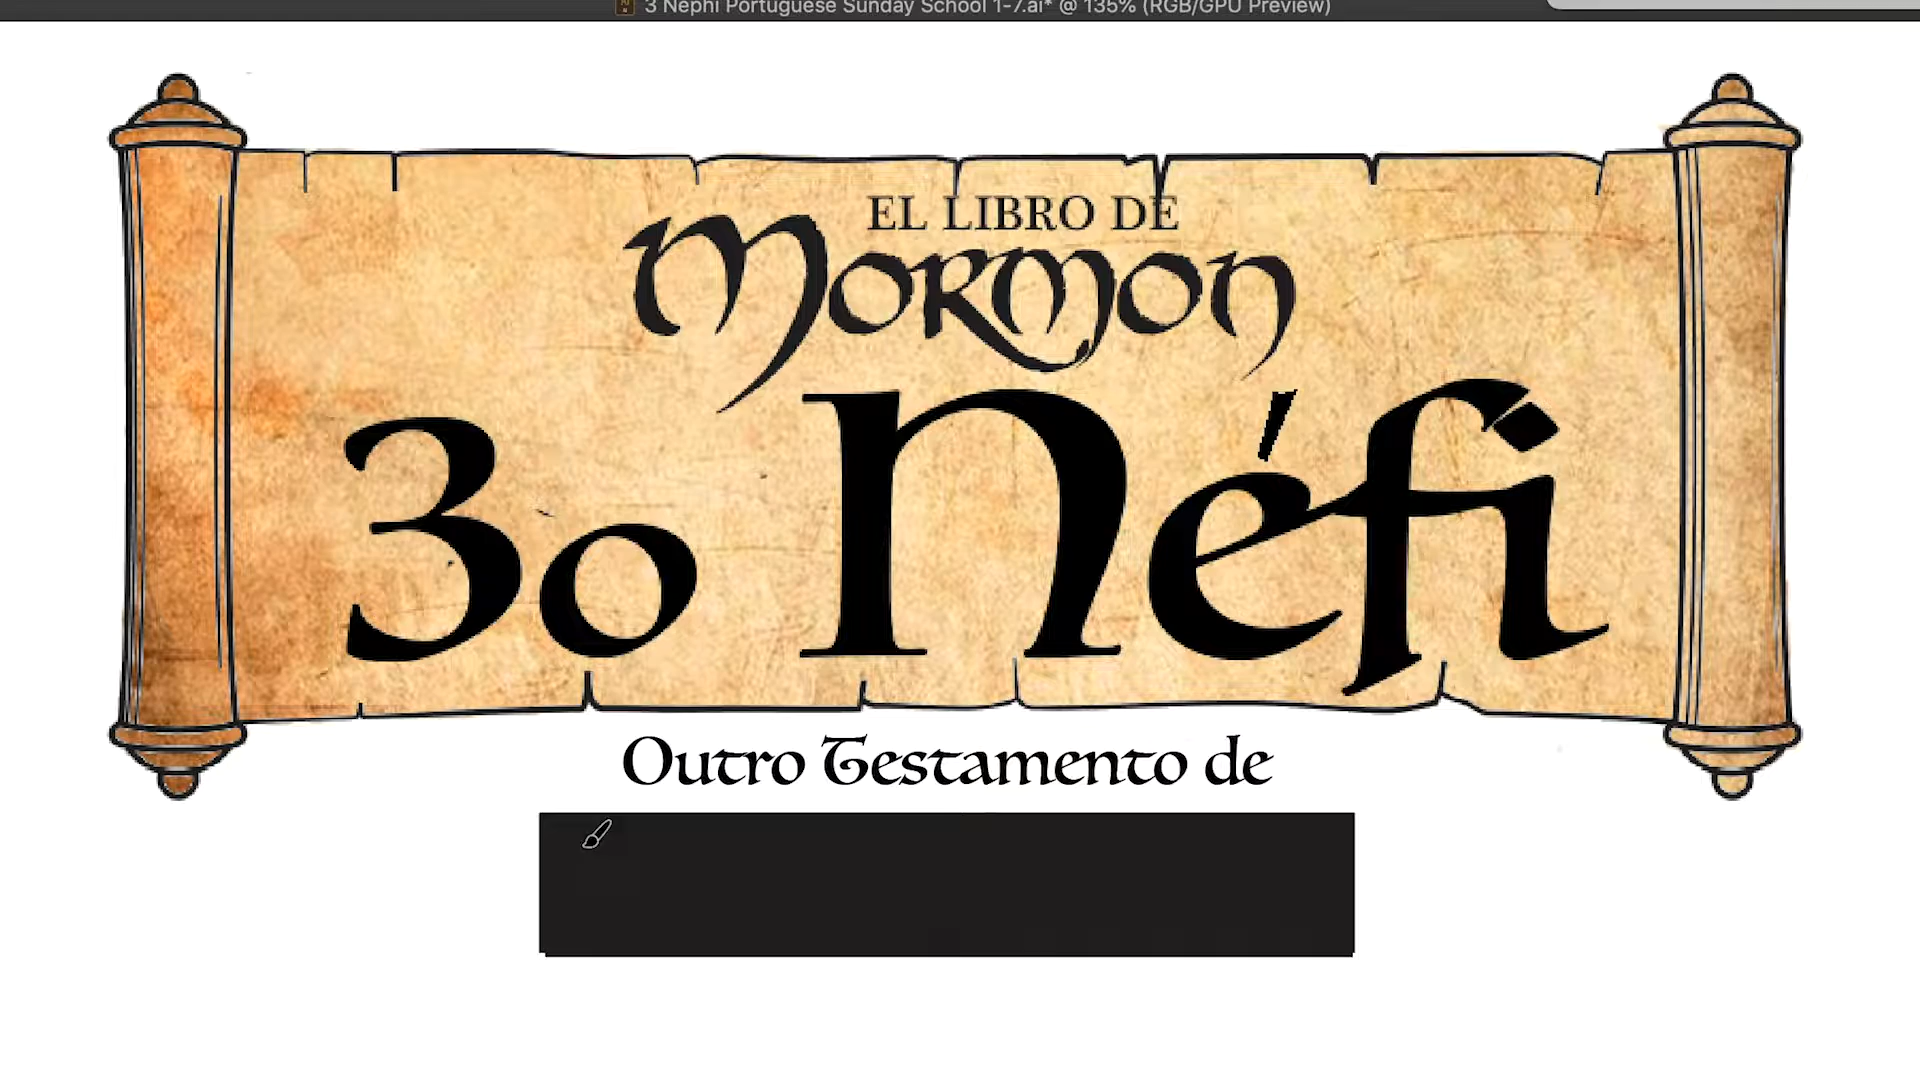 3 Nephi Portuguese Sunday School 1-7.ai* @ 135% (RGB/GPU Preview)
EL LIBRO DE
Mormon
3o Néfi
Outro Testamento de